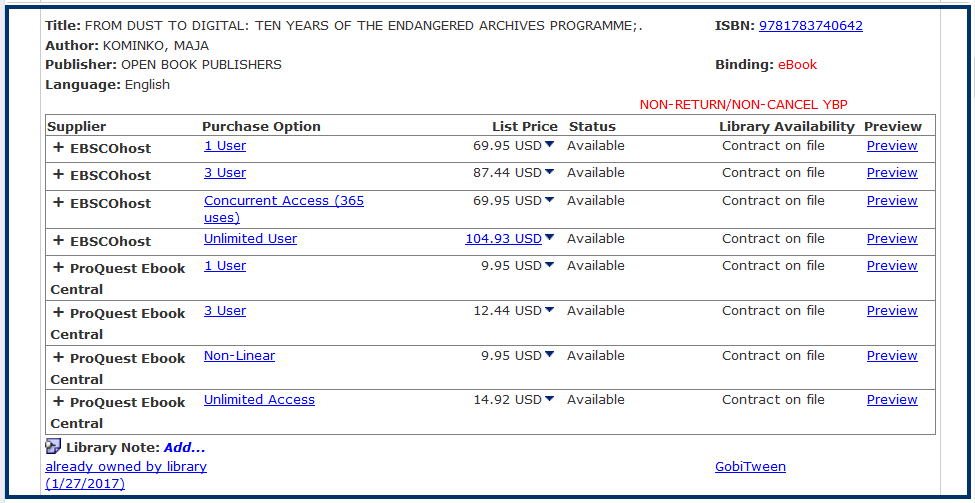 Title: FROM DUST TO DIGITAL: TEN YEARS OF THE ENDANGERED ARCHIVES PROGRAMME;. ISBN: 9781783740642
Author: KOMINKO, MAJA
Publisher: OPEN BOOK PUBLISHERS Binding: eBook
Language: English
NON-RETURN/NON-CANCEL YBP
Supplier Purchase Option List Price Status Library Availability Preview
+ EBSCOhost 1 User 69.95 USD Available Contract on file Preview
+ EBSCOhost 3 User 87.44 USD Available Contract on file Preview
+ EBSCOhost Concurrent Access (365 69.95 USD Available Contract on file Preview
uses)
+ EBSCOhost Unlimited User 104.93 USD Available Contract on file Preview
+ ProQuest Ebook 1 User 9.95 USD Available Contract on file Preview
Central
+ ProQuest Ebook 3 User 12.44 USD Available Contract on file Preview
Central
+ ProQuest Ebook Non-Linear 9.95 USD Available Contract on file Preview
Central
+ ProQuest Ebook Unlimited Access 14.92 USD Available Contract on file Preview
Central
Library Note: Add...
already owned by library GobiTween
(1/27/2017)